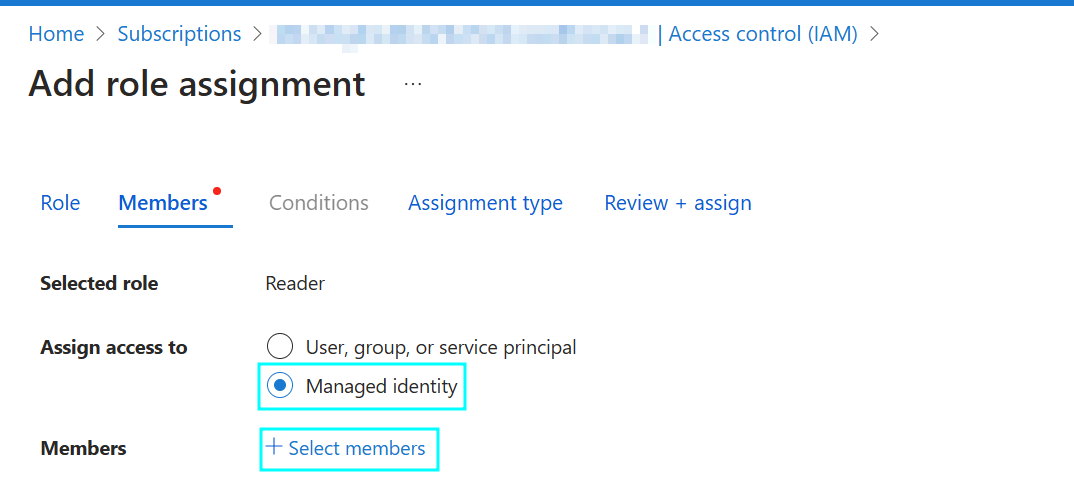 Home > Subscriptions > | Access control (IAM) >
Add role assignment ...
Role Members Conditions Assignment type Review + assign
Selected role Reader
Assign access to User, group, or service principal
Managed identity
Members + Select members